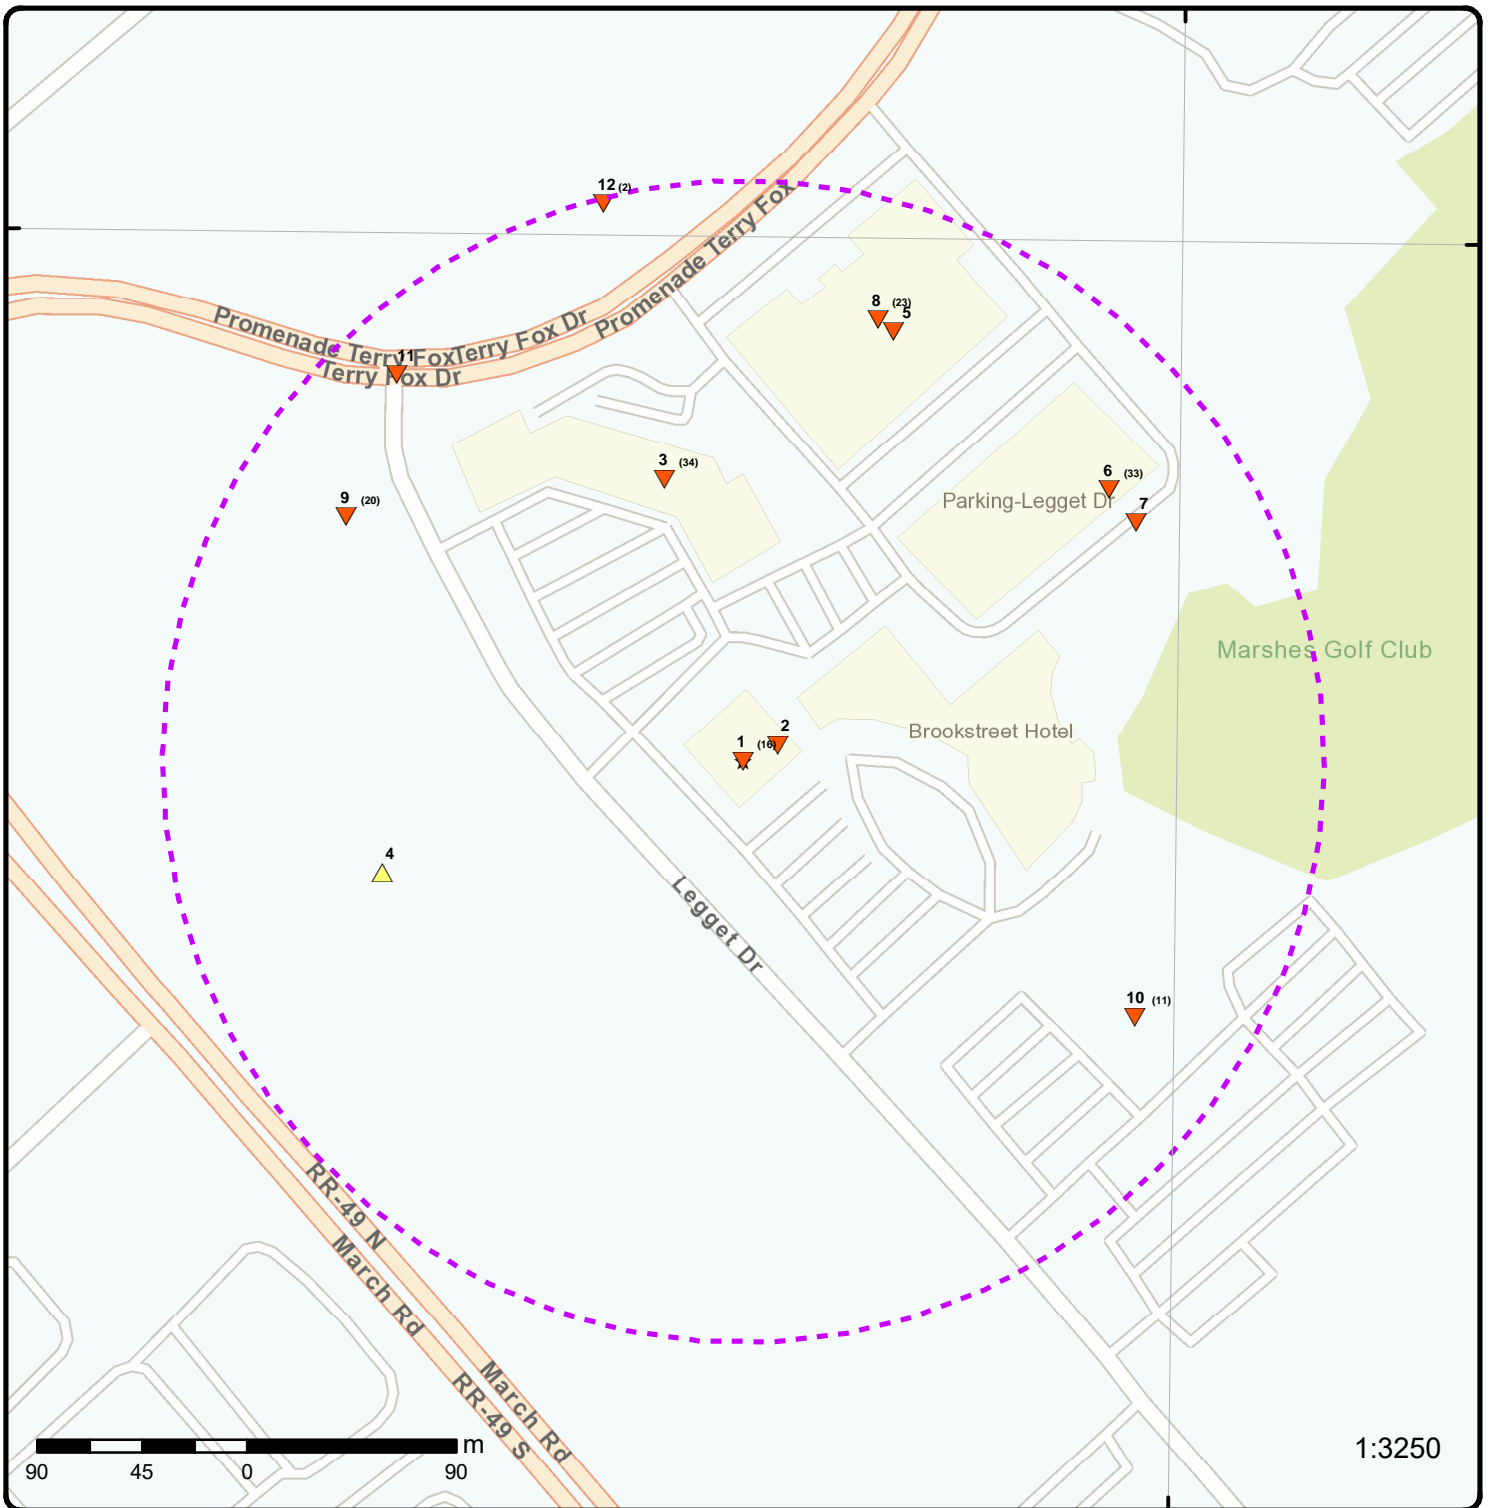 12 (2)
Promenade Terry Fox
8 (23)
5
Promenade Terry Fox
Terry Fox Dr
11
Terry Fox Dr
3 (34)
6 (33)
Parking-Legget Dr
7
9 (20)
Marshes Golf Club
2
1 (16)
Brookstreet Hotel
4
Legget Dr
10 (11)
RR-49 N
March Rd
March Rd
RR-49 S
m
90 45 0 90
1:3250